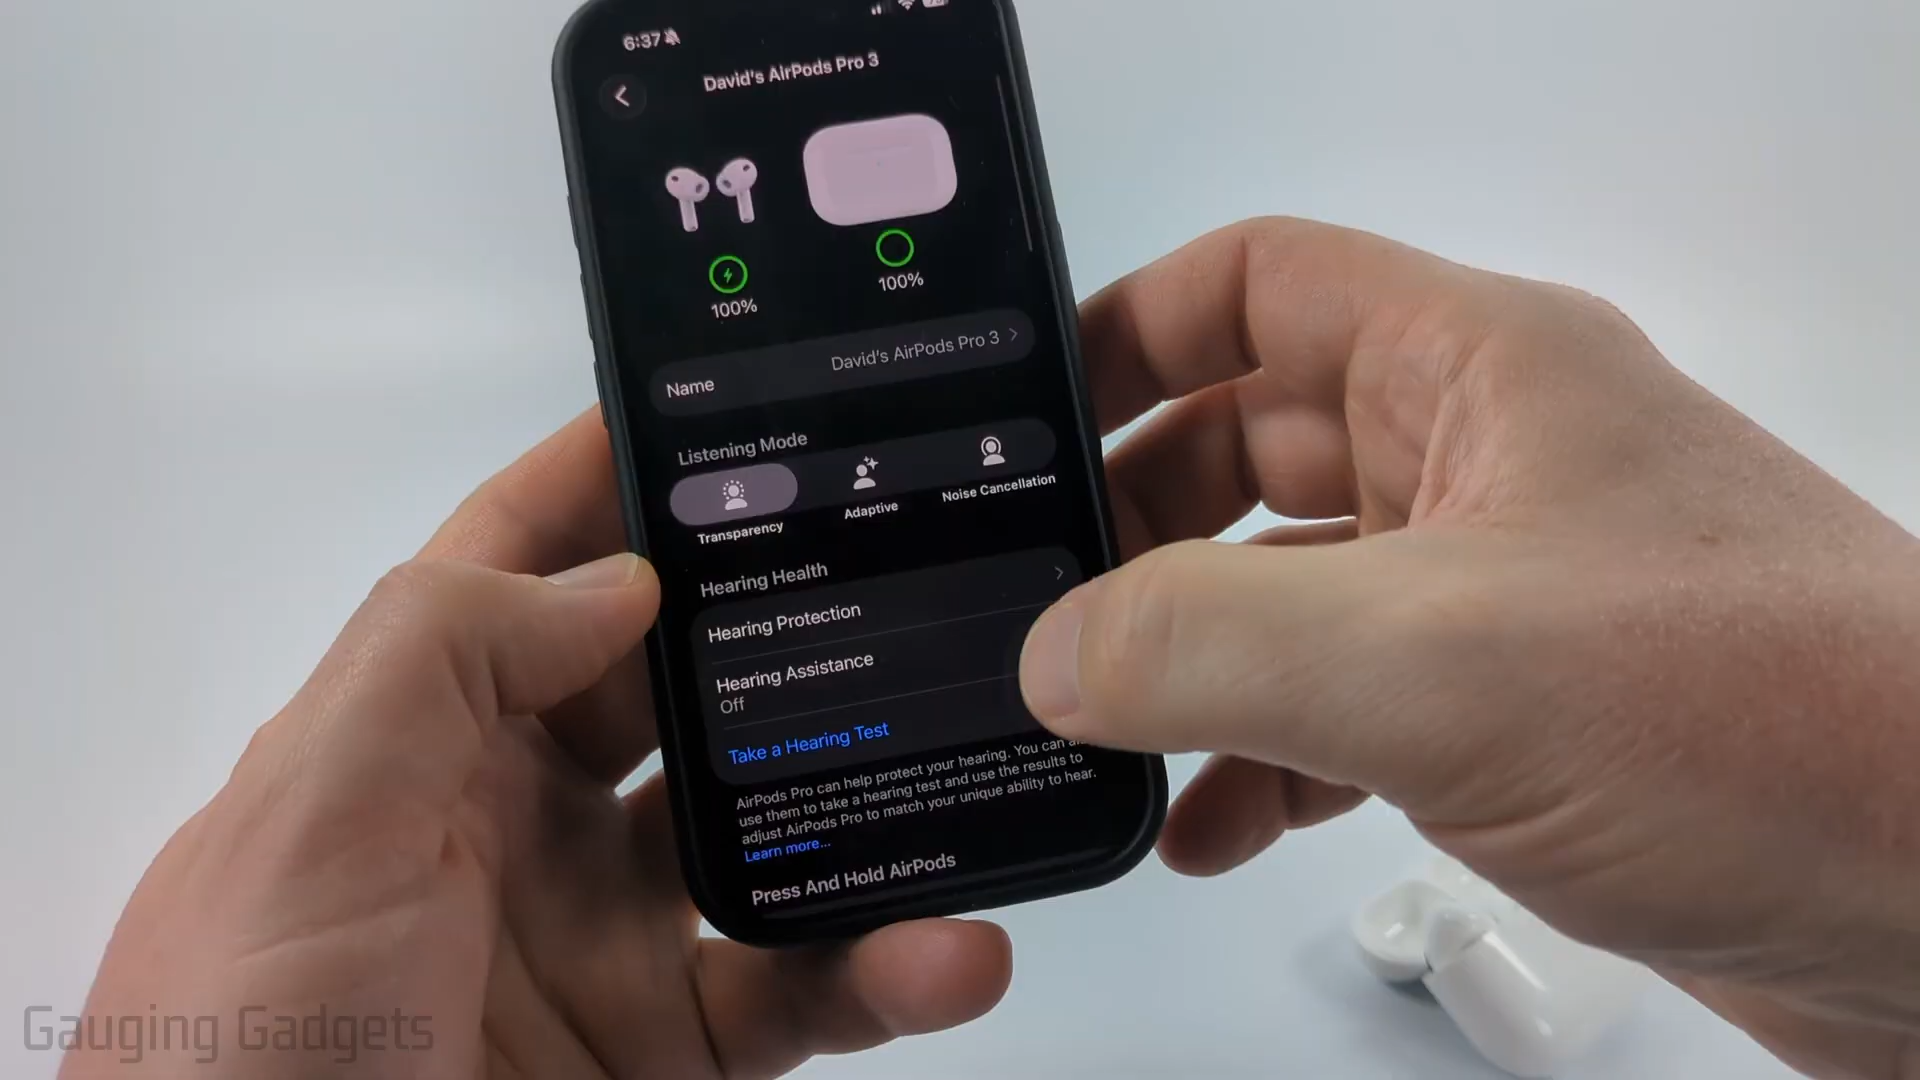 6:37
David's AirPods Pro 3
100%
100%
Name
David's AirPods Pro 3
Listening Mode
Transparency
Adaptive
Noise Cancellation
Hearing Health
Hearing Protection
Hearing Assistance
Off
Take a Hearing Test
AirPods Pro can help protect your hearing. You can
use them to take a hearing test and use the results to
adjust AirPods Pro to match your unique ability to hear.
Learn more...
Press And Hold AirPods
Gauging Gadgets